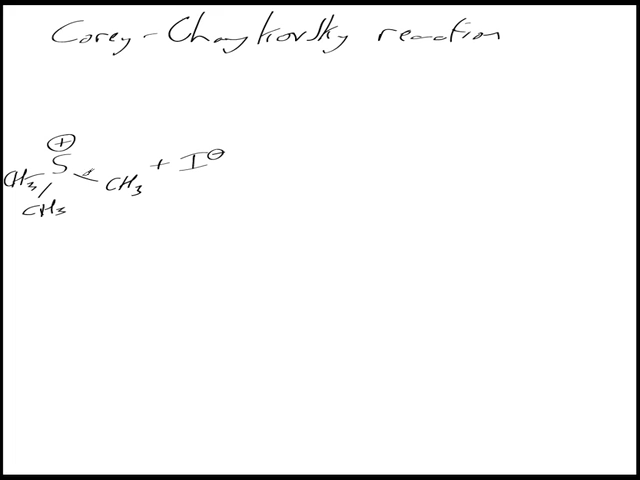 Corey-Chaykovsky reaction
⊕
S
CH3 CH3 + I⊖
CH3